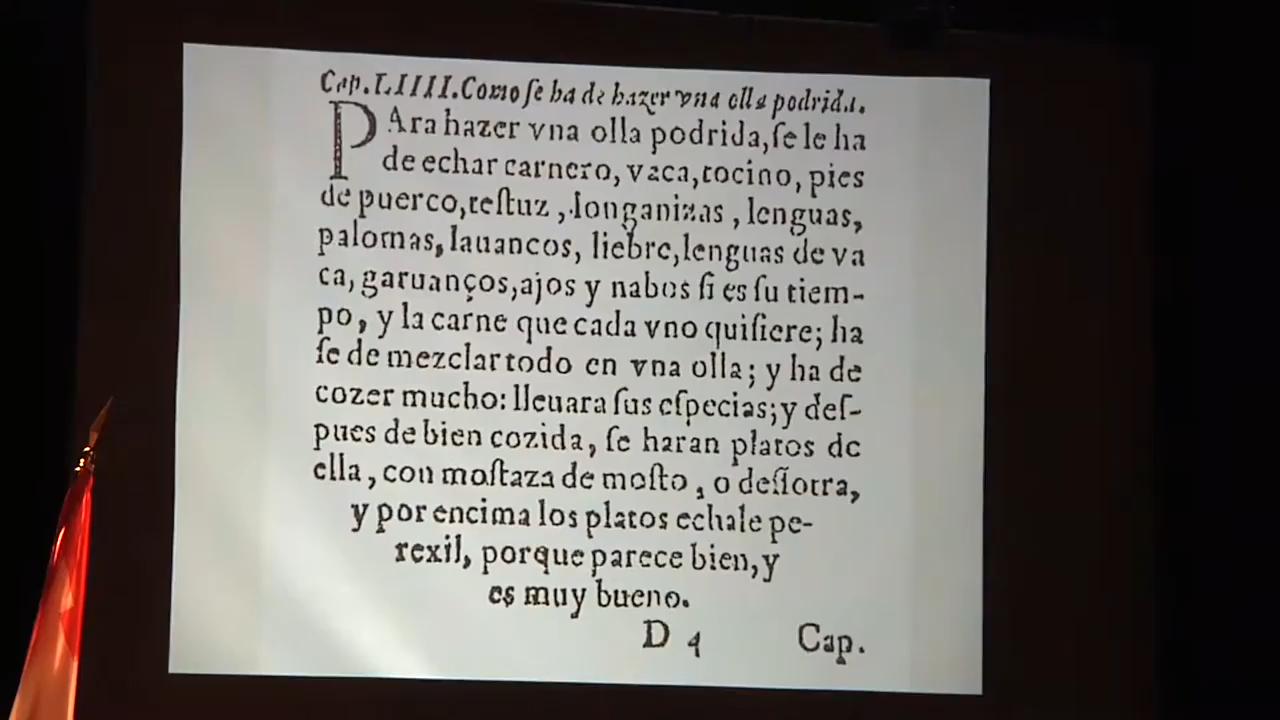 Cap. LIIII. Como ſe ha de hazer vna olla podrida.
PAra hazer vna olla podrida, ſe le ha
de echar carnero, vaca, tocino, pies
de puerco, teſtuz, longanizas, lenguas,
palomas, lauancos, liebre, lenguas de va
ca, garuanços, ajos y nabos ſi es ſu tiem-
po, y la carne que cada vno quiſiere; ha
ſe de mezclar todo en vna olla; y ha de
cozer mucho: lleuara ſus eſpecias; y deſ-
pues de bien cozida, ſe haran platos de
ella, con moſtaza de moſto, o deſſotra,
y por encima los platos echale pe-
rexil, porque parece bien, y
es muy bueno.
D 4 Cap.